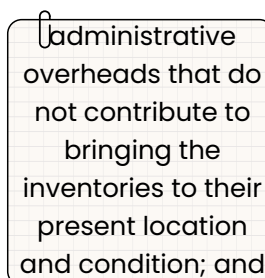 administrative
overheads that do
not contribute to
bringing the
inventories to their
present location
and condition; and